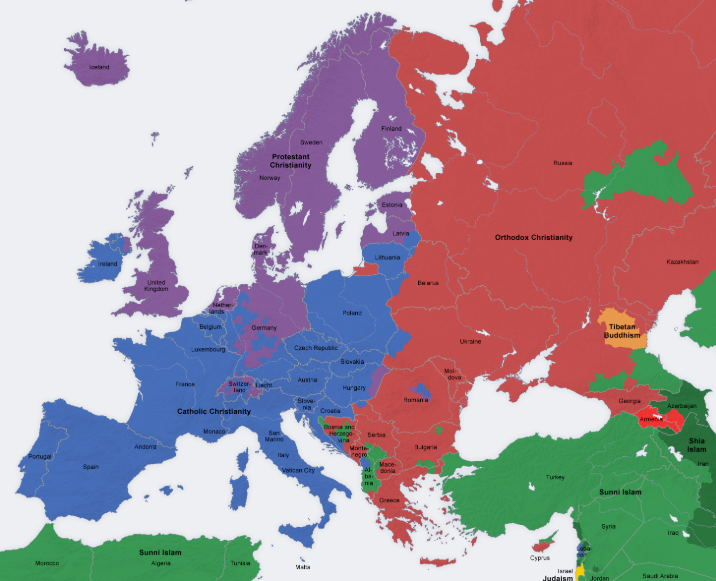 Iceland
Finland
Sweden
Protestant
Christianity
Norway
Russia
Estonia
Orthodox Christianity
Latvia
Den-
mark
Lithuania
Ireland
Kazakhstan
United
Kingdom
Belarus
Nether-
lands
Poland
Belgium
Germany
Tibetan
Buddhism
Ukraine
Luxembourg
Czech Republic
Slovakia
Mol-
dova
France
Switzer-
land
Liecht.
Austria
Hungary
Romania
Slove-
nia
Georgia
Azerbaijan
Catholic Christianity
Croatia
Armenia
Bosnia and
Herzego-
vina
Monaco
San
Marino
Serbia
Shia
Islam
Andorra
Monte-
negro
Bulgaria
Portugal
Spain
Italy
Vatican City
Al-
ba-
nia
Mace-
donia
Iran
Turkey
Sunni Islam
Greece
Syria
Iraq
Sunni Islam
Leba-
non
Morocco
Algeria
Tunisia
Malta
Cyprus
Israel
Judaism
Jordan
Saudi Arabia